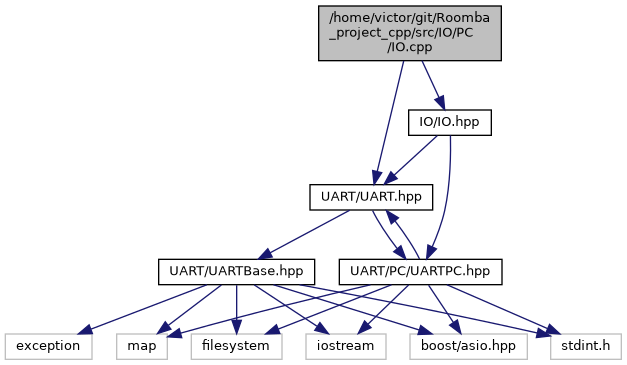 /home/victor/git/Roomba
_project_cpp/src/IO/PC
/IO.cpp
IO/IO.hpp
UART/UART.hpp
UART/UARTBase.hpp
UART/PC/UARTPC.hpp
exception
map
filesystem
iostream
boost/asio.hpp
stdint.h